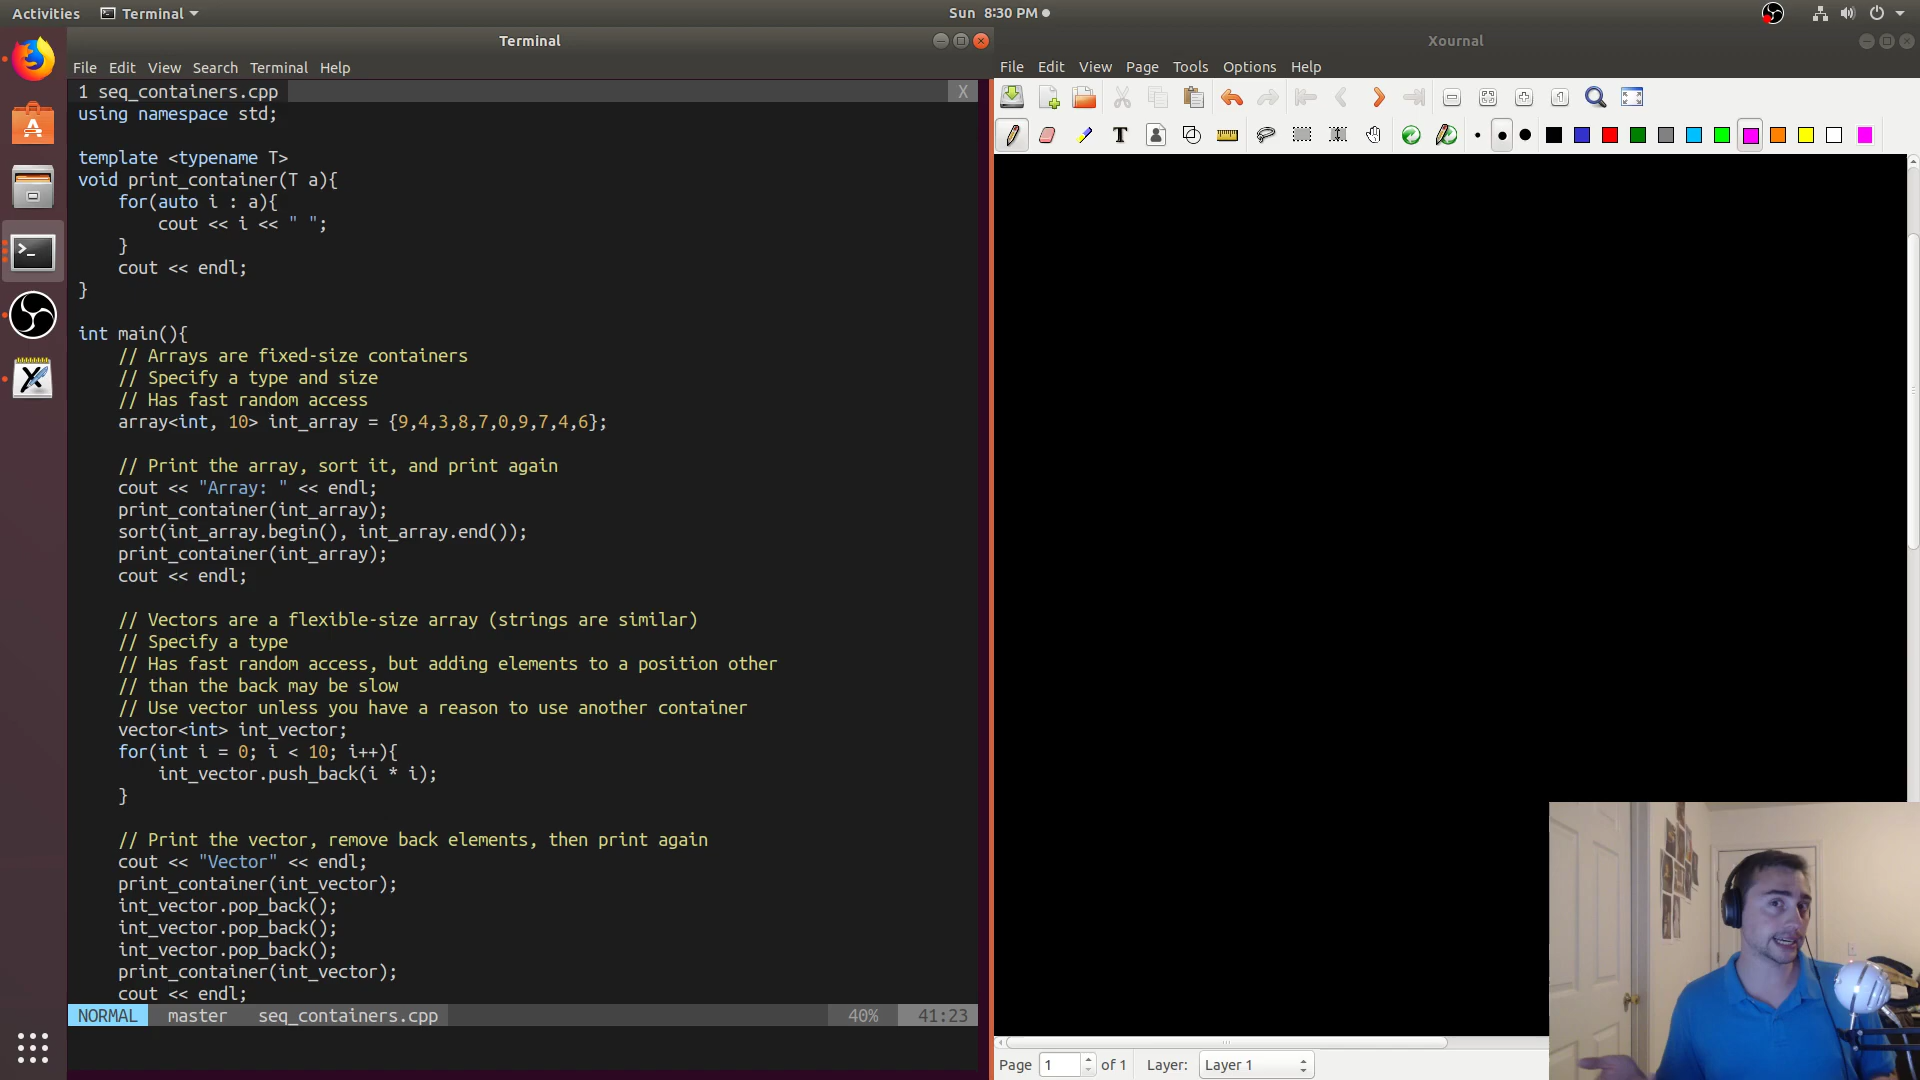 Activities Terminal Sun 8:30 PM
Terminal
File Edit View Search Terminal Help
1 seq_containers.cpp X
using namespace std;
template <typename T>
void print_container(T a){
for(auto i : a){
cout << i << " ";
}
cout << endl;
}
int main(){
// Arrays are fixed-size containers
// Specify a type and size
// Has fast random access
array<int, 10> int_array = {9,4,3,8,7,0,9,7,4,6};
// Print the array, sort it, and print again
cout << "Array: " << endl;
print_container(int_array);
sort(int_array.begin(), int_array.end());
print_container(int_array);
cout << endl;
// Vectors are a flexible-size array (strings are similar)
// Specify a type
// Has fast random access, but adding elements to a position other
// than the back may be slow
// Use vector unless you have a reason to use another container
vector<int> int_vector;
for(int i = 0; i < 10; i++){
int_vector.push_back(i * i);
}
// Print the vector, remove back elements, then print again
cout << "Vector" << endl;
print_container(int_vector);
int_vector.pop_back();
int_vector.pop_back();
int_vector.pop_back();
print_container(int_vector);
cout << endl;
NORMAL master seq_containers.cpp 40% 41:23
Xournal
File Edit View Page Tools Options Help
T
Page 1 of 1 Layer: Layer 1